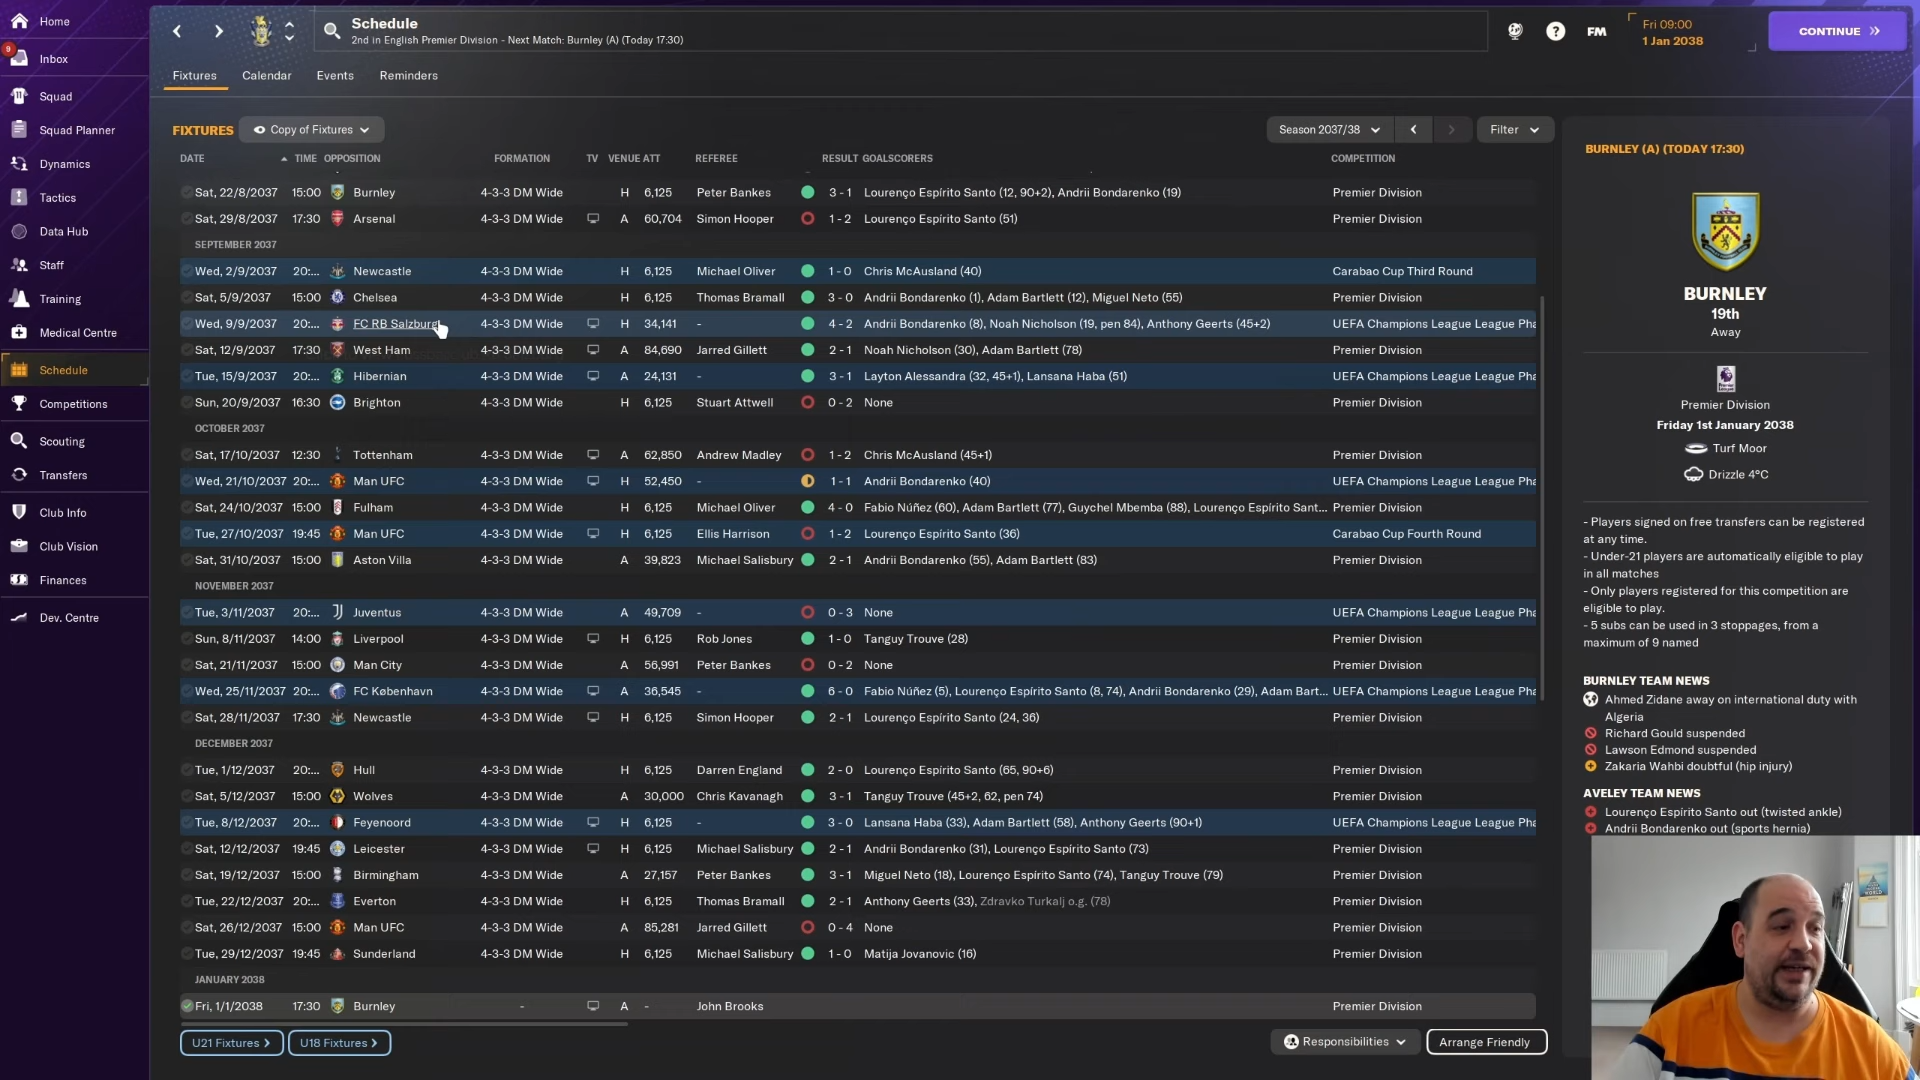 Home
9
Inbox
Squad
Squad Planner
Dynamics
Tactics
Data Hub
Staff
Training
Medical Centre
Schedule
Competitions
Scouting
Transfers
Club Info
Club Vision
Finances
Dev. Centre
Schedule
2nd in English Premier Division - Next Match: Burnley (A) (Today 17:30)
FM
Fri 09:00
1 Jan 2038
CONTINUE
Fixtures Calendar Events Reminders
FIXTURES Copy of Fixtures Season 2037/38 Filter
DATE TIME OPPOSITION FORMATION TV VENUE ATT REFEREE RESULT GOALSCORERS COMPETITION
Sat, 22/8/2037 15:00 Burnley 4-3-3 DM Wide H 6,125 Peter Bankes 3 - 1 Lourenço Espírito Santo (12, 90+2), Andrii Bondarenko (19) Premier Division
Sat, 29/8/2037 17:30 Arsenal 4-3-3 DM Wide A 60,704 Simon Hooper 1 - 2 Lourenço Espírito Santo (51) Premier Division
SEPTEMBER 2037
Wed, 2/9/2037 20:... Newcastle 4-3-3 DM Wide H 6,125 Michael Oliver 1 - 0 Chris McAusland (40) Carabao Cup Third Round
Sat, 5/9/2037 15:00 Chelsea 4-3-3 DM Wide H 6,125 Thomas Bramall 3 - 0 Andrii Bondarenko (1), Adam Bartlett (12), Miguel Neto (55) Premier Division
Wed, 9/9/2037 20:... FC RB Salzburg 4-3-3 DM Wide H 34,141 - 4 - 2 Andrii Bondarenko (8), Noah Nicholson (19, pen 84), Anthony Geerts (45+2) UEFA Champions League League Pha
Sat, 12/9/2037 17:30 West Ham 4-3-3 DM Wide A 84,690 Jarred Gillett 2 - 1 Noah Nicholson (30), Adam Bartlett (78) Premier Division
Tue, 15/9/2037 20:... Hibernian 4-3-3 DM Wide A 24,131 - 3 - 1 Layton Alessandra (32, 45+1), Lansana Haba (51) UEFA Champions League League Pha
Sun, 20/9/2037 16:30 Brighton 4-3-3 DM Wide H 6,125 Stuart Attwell 0 - 2 None Premier Division
OCTOBER 2037
Sat, 17/10/2037 12:30 Tottenham 4-3-3 DM Wide A 62,850 Andrew Madley 1 - 2 Chris McAusland (45+1) Premier Division
Wed, 21/10/2037 20:... Man UFC 4-3-3 DM Wide H 52,450 - 1 - 1 Andrii Bondarenko (40) UEFA Champions League League Pha
Sat, 24/10/2037 15:00 Fulham 4-3-3 DM Wide H 6,125 Michael Oliver 4 - 0 Fabio Núñez (60), Adam Bartlett (77), Guychel Mbemba (88), Lourenço Espírito Sant... Premier Division
Tue, 27/10/2037 19:45 Man UFC 4-3-3 DM Wide H 6,125 Ellis Harrison 1 - 2 Lourenço Espírito Santo (36) Carabao Cup Fourth Round
Sat, 31/10/2037 15:00 Aston Villa 4-3-3 DM Wide A 39,823 Michael Salisbury 2 - 1 Andrii Bondarenko (55), Adam Bartlett (83) Premier Division
NOVEMBER 2037
Tue, 3/11/2037 20:... Juventus 4-3-3 DM Wide A 49,709 - 0 - 3 None UEFA Champions League League Pha
Sun, 8/11/2037 14:00 Liverpool 4-3-3 DM Wide H 6,125 Rob Jones 1 - 0 Tanguy Trouve (28) Premier Division
Sat, 21/11/2037 15:00 Man City 4-3-3 DM Wide A 56,991 Peter Bankes 0 - 2 None Premier Division
Wed, 25/11/2037 20:... FC København 4-3-3 DM Wide A 36,545 - 6 - 0 Fabio Núñez (5), Lourenço Espírito Santo (8, 74), Andrii Bondarenko (29), Adam Bart... UEFA Champions League League Pha
Sat, 28/11/2037 17:30 Newcastle 4-3-3 DM Wide H 6,125 Simon Hooper 2 - 1 Lourenço Espírito Santo (24, 36) Premier Division
DECEMBER 2037
Tue, 1/12/2037 20:... Hull 4-3-3 DM Wide H 6,125 Darren England 2 - 0 Lourenço Espírito Santo (65, 90+6) Premier Division
Sat, 5/12/2037 15:00 Wolves 4-3-3 DM Wide A 30,000 Chris Kavanagh 3 - 1 Tanguy Trouve (45+2, 62, pen 74) Premier Division
Tue, 8/12/2037 20:... Feyenoord 4-3-3 DM Wide H 6,125 - 3 - 0 Lansana Haba (33), Adam Bartlett (58), Anthony Geerts (90+1) UEFA Champions League League Pha
Sat, 12/12/2037 19:45 Leicester 4-3-3 DM Wide H 6,125 Michael Salisbury 2 - 1 Andrii Bondarenko (31), Lourenço Espírito Santo (73) Premier Division
Sat, 19/12/2037 15:00 Birmingham 4-3-3 DM Wide A 27,157 Peter Bankes 3 - 1 Miguel Neto (18), Lourenço Espírito Santo (74), Tanguy Trouve (79) Premier Division
Tue, 22/12/2037 20:... Everton 4-3-3 DM Wide H 6,125 Thomas Bramall 2 - 1 Anthony Geerts (33), Zdravko Turkalj o.g. (78) Premier Division
Sat, 26/12/2037 15:00 Man UFC 4-3-3 DM Wide A 85,281 Jarred Gillett 0 - 4 None Premier Division
Tue, 29/12/2037 19:45 Sunderland 4-3-3 DM Wide H 6,125 Michael Salisbury 1 - 0 Matija Jovanovic (16) Premier Division
JANUARY 2038
Fri, 1/1/2038 17:30 Burnley - A - John Brooks Premier Division
U21 Fixtures U18 Fixtures Responsibilities Arrange Friendly
BURNLEY (A) (TODAY 17:30)
BURNLEY
19th
Away
Premier Division
Friday 1st January 2038
Turf Moor
Drizzle 4°C
- Players signed on free transfers can be registered
at any time.
- Under-21 players are automatically eligible to play
in all matches
- Only players registered for this competition are
eligible to play.
- 5 subs can be used in 3 stoppages, from a
maximum of 9 named
BURNLEY TEAM NEWS
Ahmed Zidane away on international duty with
Algeria
Richard Gould suspended
Lawson Edmond suspended
Zakaria Wahbi doubtful (hip injury)
AVELEY TEAM NEWS
Lourenço Espírito Santo out (twisted ankle)
Andrii Bondarenko out (sports hernia)